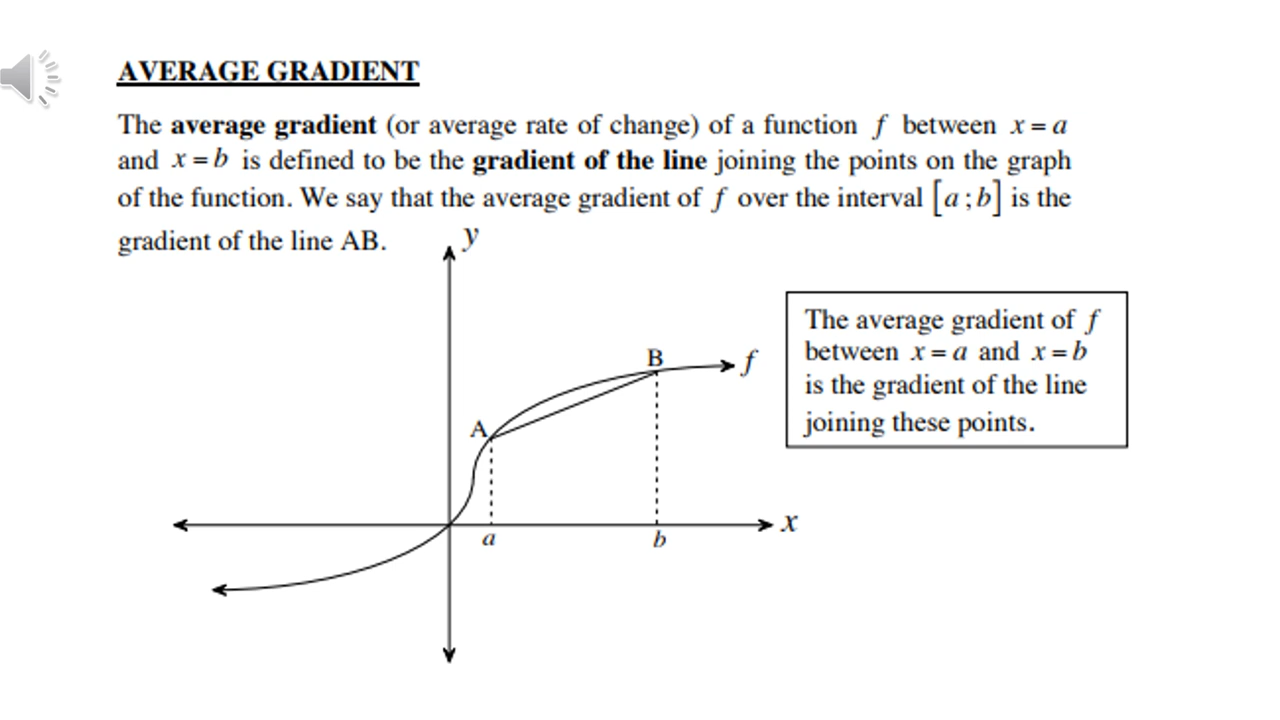 AVERAGE GRADIENT
The average gradient (or average rate of change) of a function f between x = a
and x = b is defined to be the gradient of the line joining the points on the graph
of the function. We say that the average gradient of f over the interval [a ; b] is the
gradient of the line AB.
y
The average gradient of f
between x = a and x = b
is the gradient of the line
joining these points.
B
f
A
x
a
b